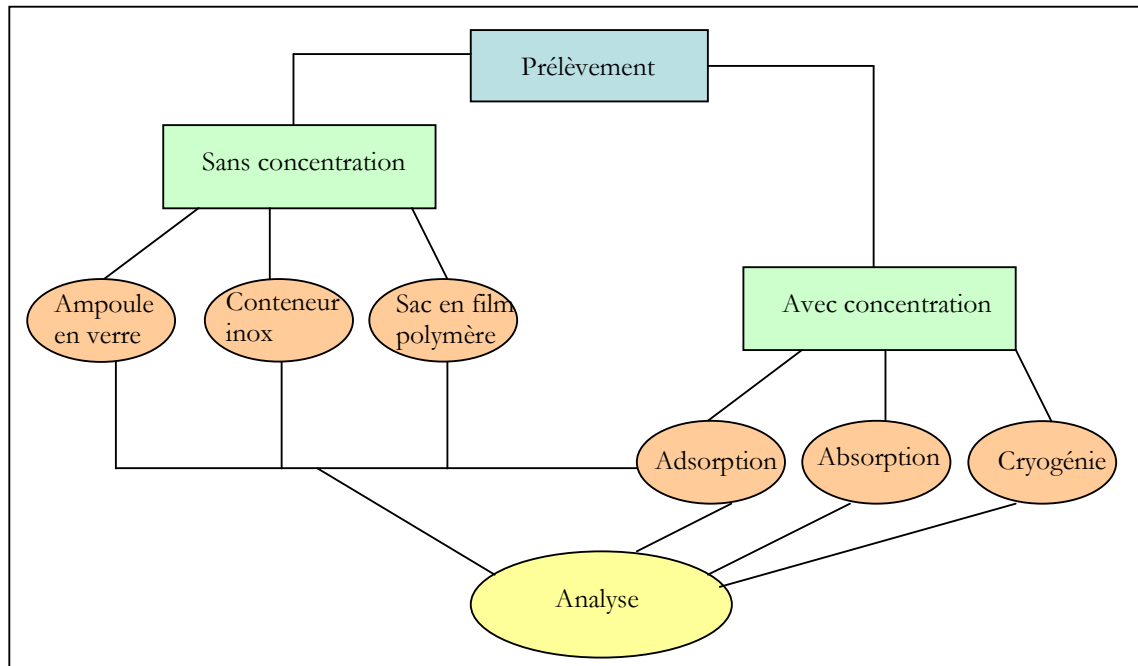 Prélèvement
Sans concentration
Ampoule
en verre
Conteneur
inox
Sac en film
polymère
Avec concentration
Adsorption
Absorption
Cryogénie
Analyse